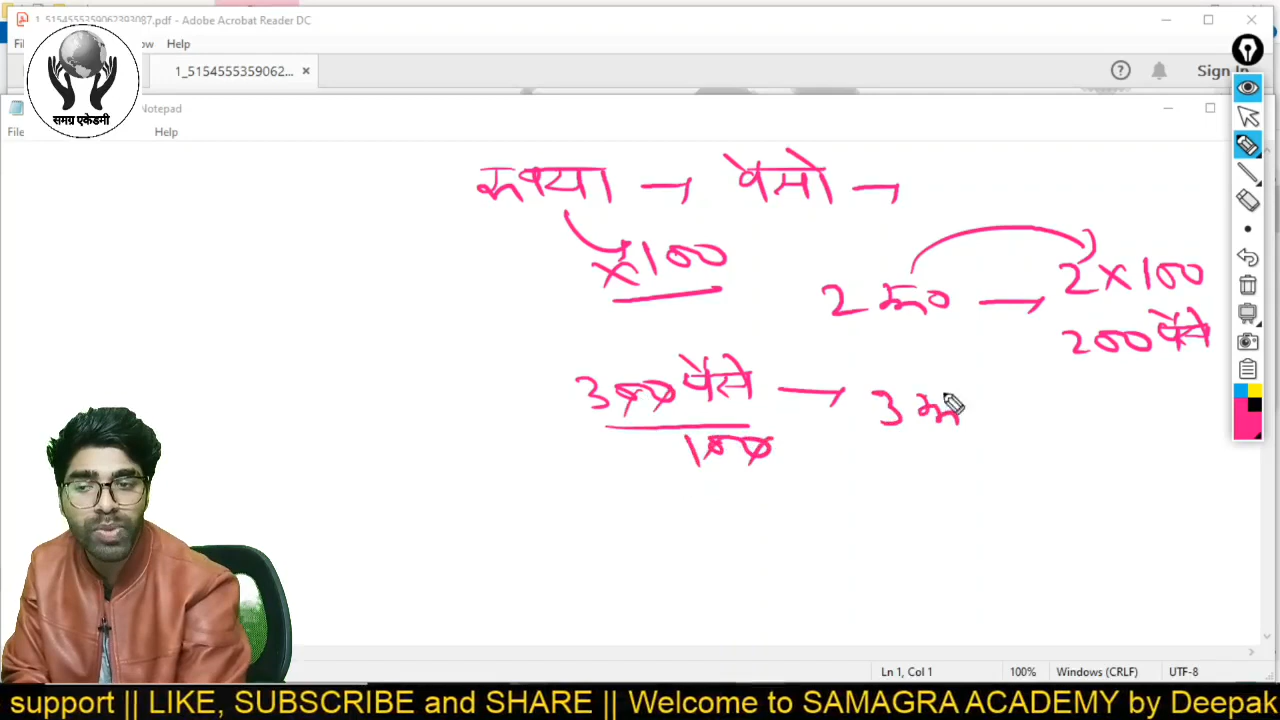 1_5154555359062393087.pdf - Adobe Acrobat Reader DC
Help
1_5154555359062... ×
Sign In
समग्र एकेडमी
Notepad
File
Help
रुपया → पैसो →
×100
2 रु० → 2×100
200 पैसे
300 पैसे → 3 रु
100
Ln 1, Col 1 100% Windows (CRLF) UTF-8
support || LIKE, SUBSCRIBE and SHARE || Welcome to SAMAGRA ACADEMY by Deepak